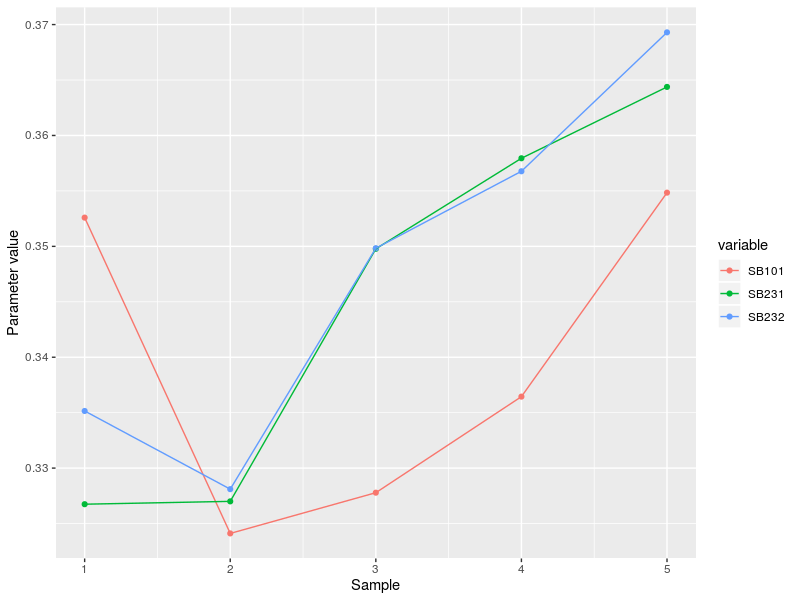 0.37
0.36
0.35
0.34
0.33
Parameter value
1 2 3 4 5
Sample
variable
SB101
SB231
SB232